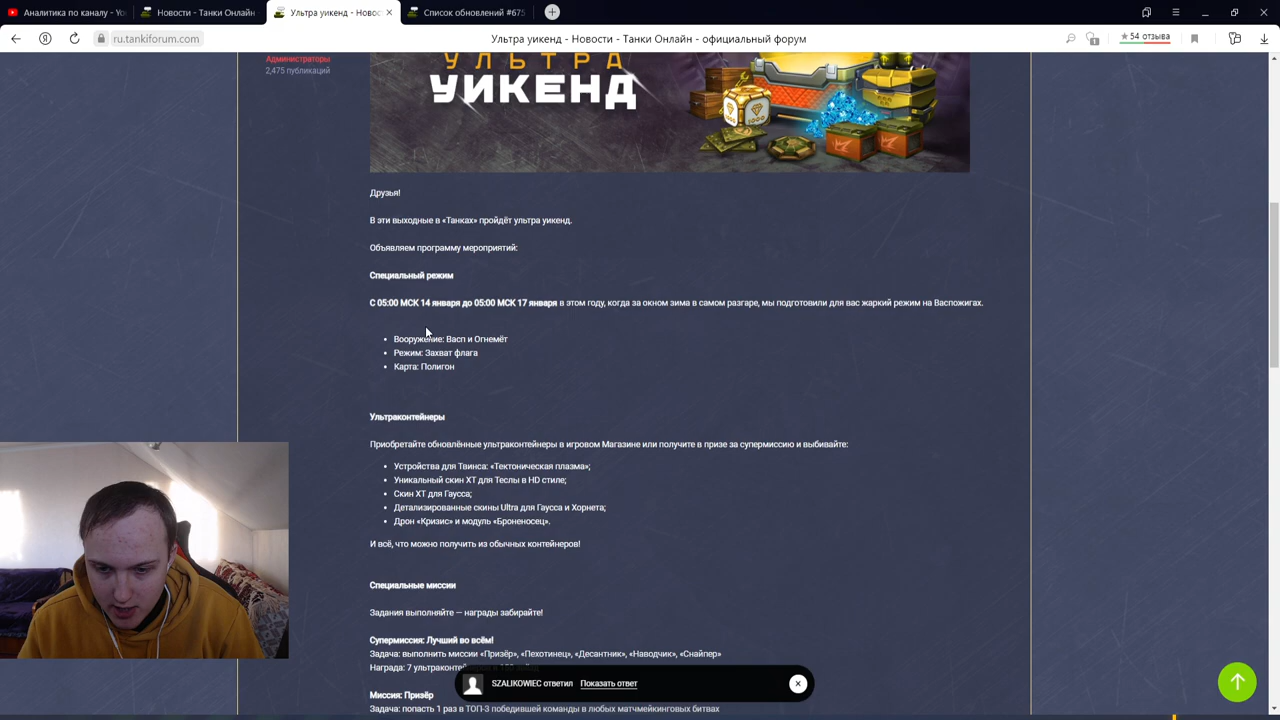 Аналитика по каналу - Yo
Новости - Танки Онлайн
Ультра уикенд - Новос
Список обновлений #675
ru.tankiforum.com
Ультра уикенд - Новости - Танки Онлайн - официальный форум
★ 54 отзыва
Администраторы
2,475 публикаций
УЛЬТРА
УИКЕНД
Друзья!
В эти выходные в «Танках» пройдёт ультра уикенд.
Объявляем программу мероприятий:
Специальный режим
С 05:00 МСК 14 января до 05:00 МСК 17 января в этом году, когда за окном зима в самом разгаре, мы подготовили для вас жаркий режим на Васпожигах.
• Вооружение: Васп и Огнемёт
• Режим: Захват флага
• Карта: Полигон
Ультраконтейнеры
Приобретайте обновлённые ультраконтейнеры в игровом Магазине или получите в призе за супермиссию и выбивайте:
• Устройства для Твинса: «Тектоническая плазма»;
• Уникальный скин XT для Теслы в HD стиле;
• Скин XT для Гаусса;
• Детализированные скины Ultra для Гаусса и Хорнета;
• Дрон «Кризис» и модуль «Броненосец».
И всё, что можно получить из обычных контейнеров!
Специальные миссии
Задания выполняйте — награды забирайте!
Супермиссия: Лучший во всём!
Задача: выполнить миссии «Призёр», «Пехотинец», «Десантник», «Наводчик», «Снайпер»
Награда: 7 ультраконтейнеров
SZALIKOWIEC ответил Показать ответ
Миссия: Призёр
Задача: попасть 1 раз в ТОП-3 победившей команды в любых матчмейкинговых битвах